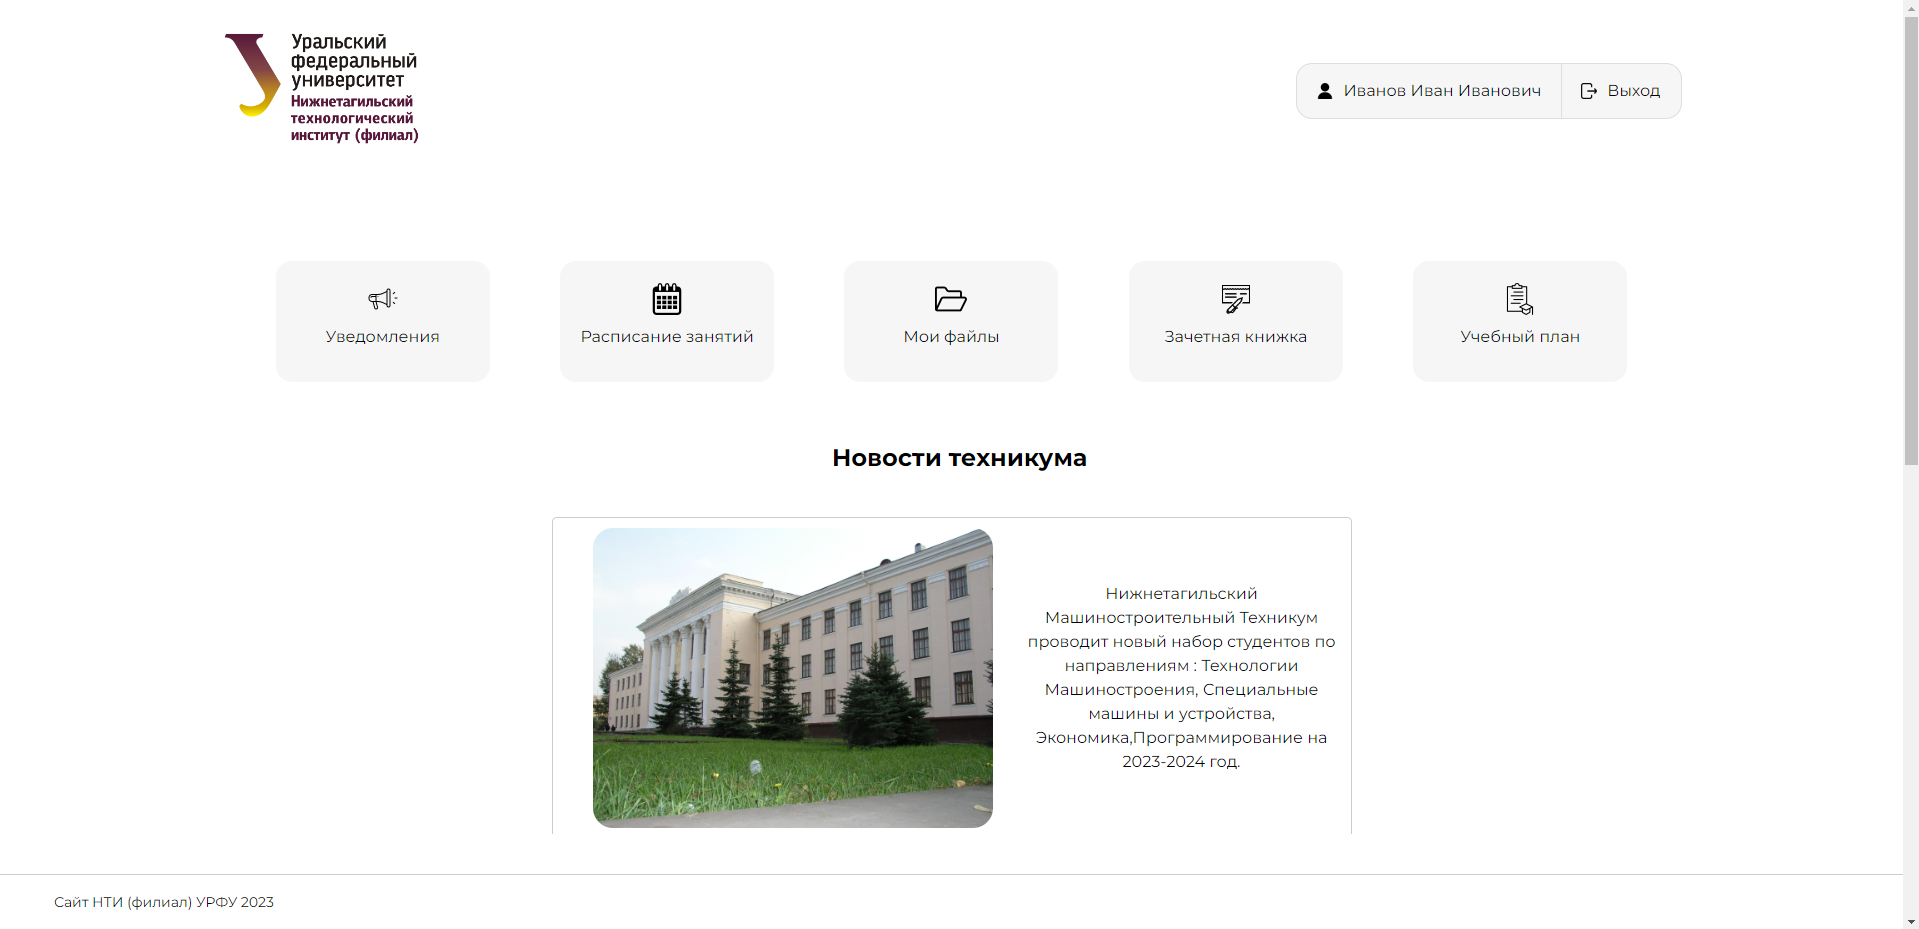 Уральский
федеральный
университет
Нижнетагильский
технологический
институт (филиал)
Иванов Иван Иванович
Выход
Уведомления
Расписание занятий
Мои файлы
Зачетная книжка
Учебный план
Новости техникума
Нижнетагильский
Машиностроительный Техникум
проводит новый набор студентов по
направлениям : Технологии
Машиностроения, Специальные
машины и устройства,
Экономика,Программирование на
2023-2024 год.
Сайт НТИ (филиал) УРФУ 2023